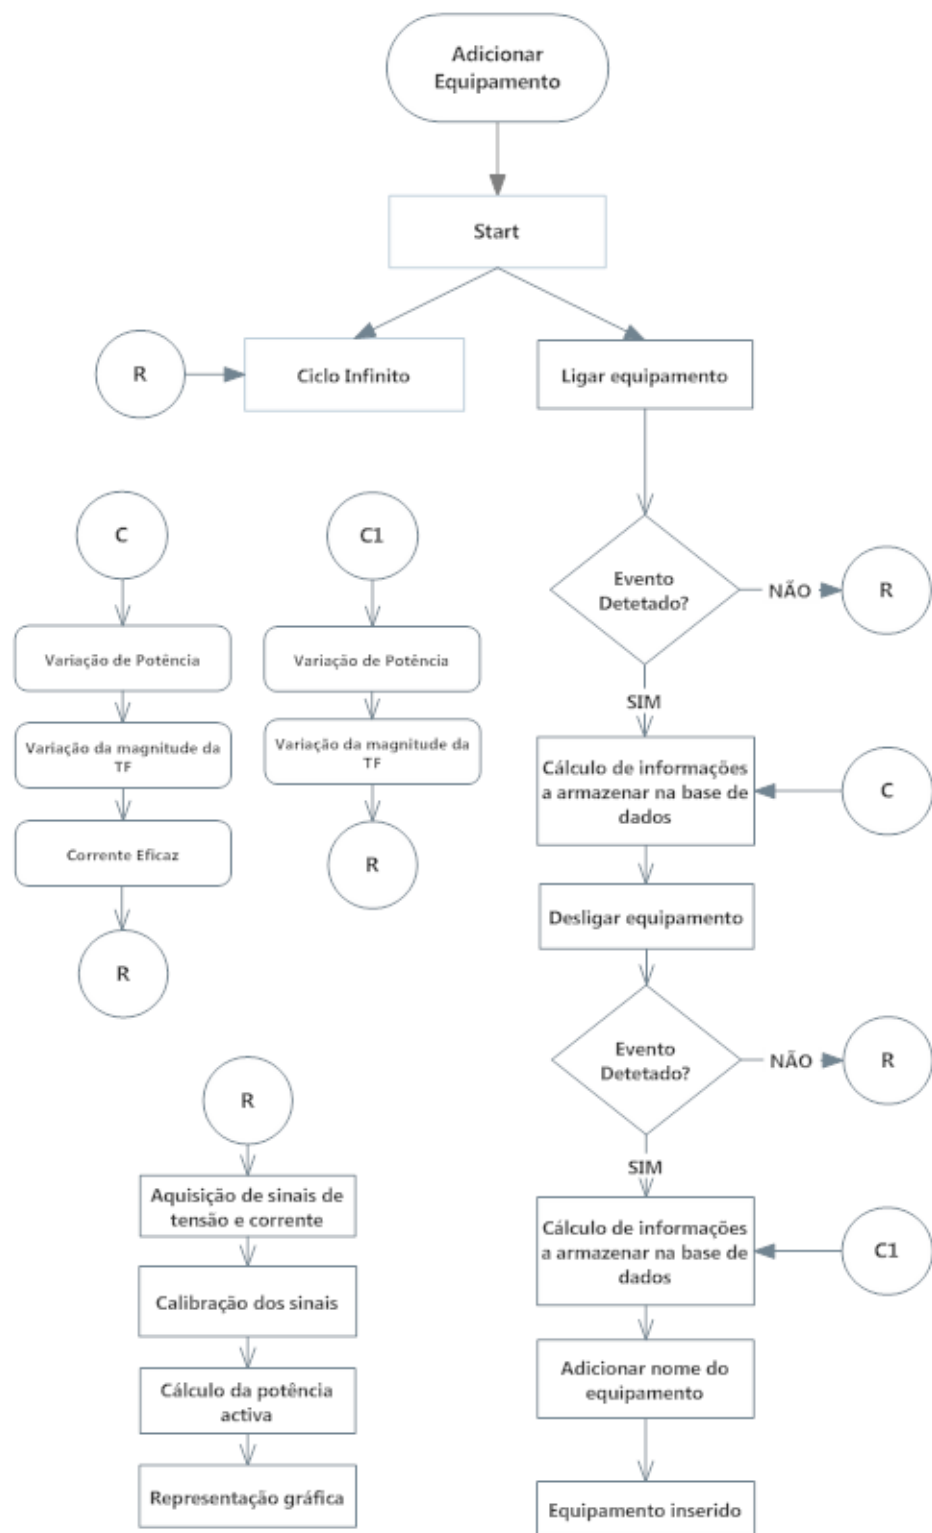 Adicionar
Equipamento
Start
R
Ciclo Infinito
Ligar equipamento
C
C1
Evento
Detetado?
NÃO
R
Variação de Potência
Variação de Potência
SIM
Variação da magnitude da
TF
Variação da magnitude da
TF
Cálculo de informações
a armazenar na base de
dados
C
Corrente Eficaz
R
Desligar equipamento
R
Evento
Detetado?
NÃO
R
R
SIM
Aquisição de sinais de
tensão e corrente
Cálculo de informações
a armazenar na base de
dados
C1
Calibração dos sinais
Adicionar nome do
equipamento
Cálculo da potência
activa
Representação gráfica
Equipamento inserido